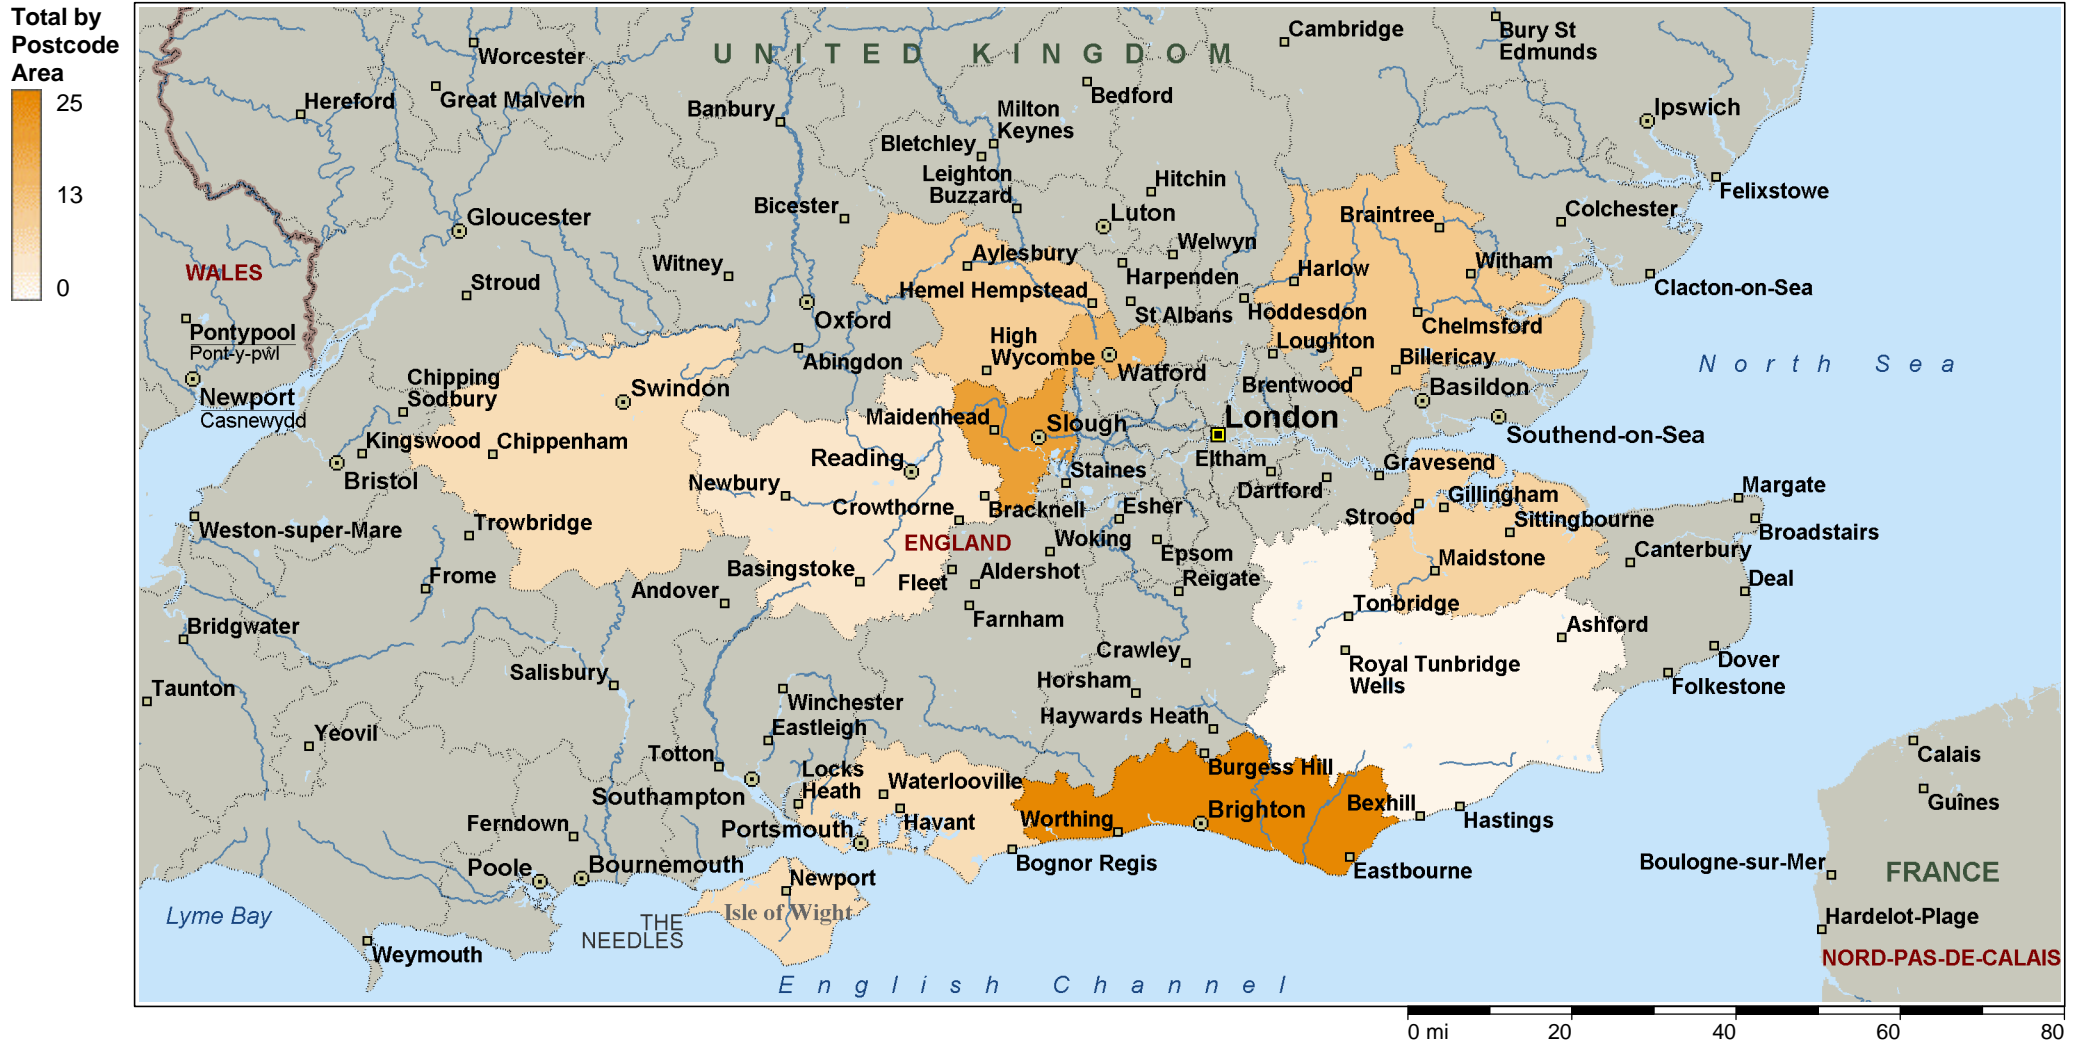 Total by
Postcode
Area
25
13
0
UNITED KINGDOM
Cambridge
Bury St
Edmunds
Worcester
Great Malvern
Hereford
Banbury
Bedford
Milton
Keynes
Bletchley
Ipswich
Leighton
Buzzard
Hitchin
Felixstowe
Bicester
Luton
Braintree
Colchester
Gloucester
Welwyn
Aylesbury
Witham
WALES
Witney
Harpenden
Harlow
Stroud
Hemel Hempstead
Clacton-on-Sea
St Albans
Hoddesdon
Oxford
Chelmsford
Pontypool
Pont-y-pŵl
High
Wycombe
Loughton
Billericay
Abingdon
North Sea
Watford
Brentwood
Basildon
Chipping
Sodbury
Swindon
Newport
Casnewydd
Maidenhead
Slough
London
Southend-on-Sea
Kingswood
Chippenham
Reading
Staines
Eltham
Gravesend
Bristol
Newbury
Dartford
Gillingham
Margate
Crowthorne
Bracknell
Esher
Strood
Sittingbourne
Weston-super-Mare
Trowbridge
Broadstairs
ENGLAND
Woking
Epsom
Canterbury
Maidstone
Frome
Basingstoke
Fleet
Aldershot
Reigate
Deal
Andover
Tonbridge
Farnham
Bridgwater
Ashford
Crawley
Royal Tunbridge
Wells
Dover
Salisbury
Horsham
Folkestone
Taunton
Winchester
Haywards Heath
Yeovil
Eastleigh
Totton
Calais
Locks
Heath
Waterlooville
Burgess Hill
Southampton
Bexhill
Guînes
Worthing
Brighton
Hastings
Ferndown
Portsmouth
Havant
Poole
Bournemouth
Bognor Regis
Boulogne-sur-Mer
Eastbourne
FRANCE
Newport
Isle of Wight
Lyme Bay
THE
NEEDLES
Hardelot-Plage
Weymouth
NORD-PAS-DE-CALAIS
English Channel
0 mi 20 40 60 80